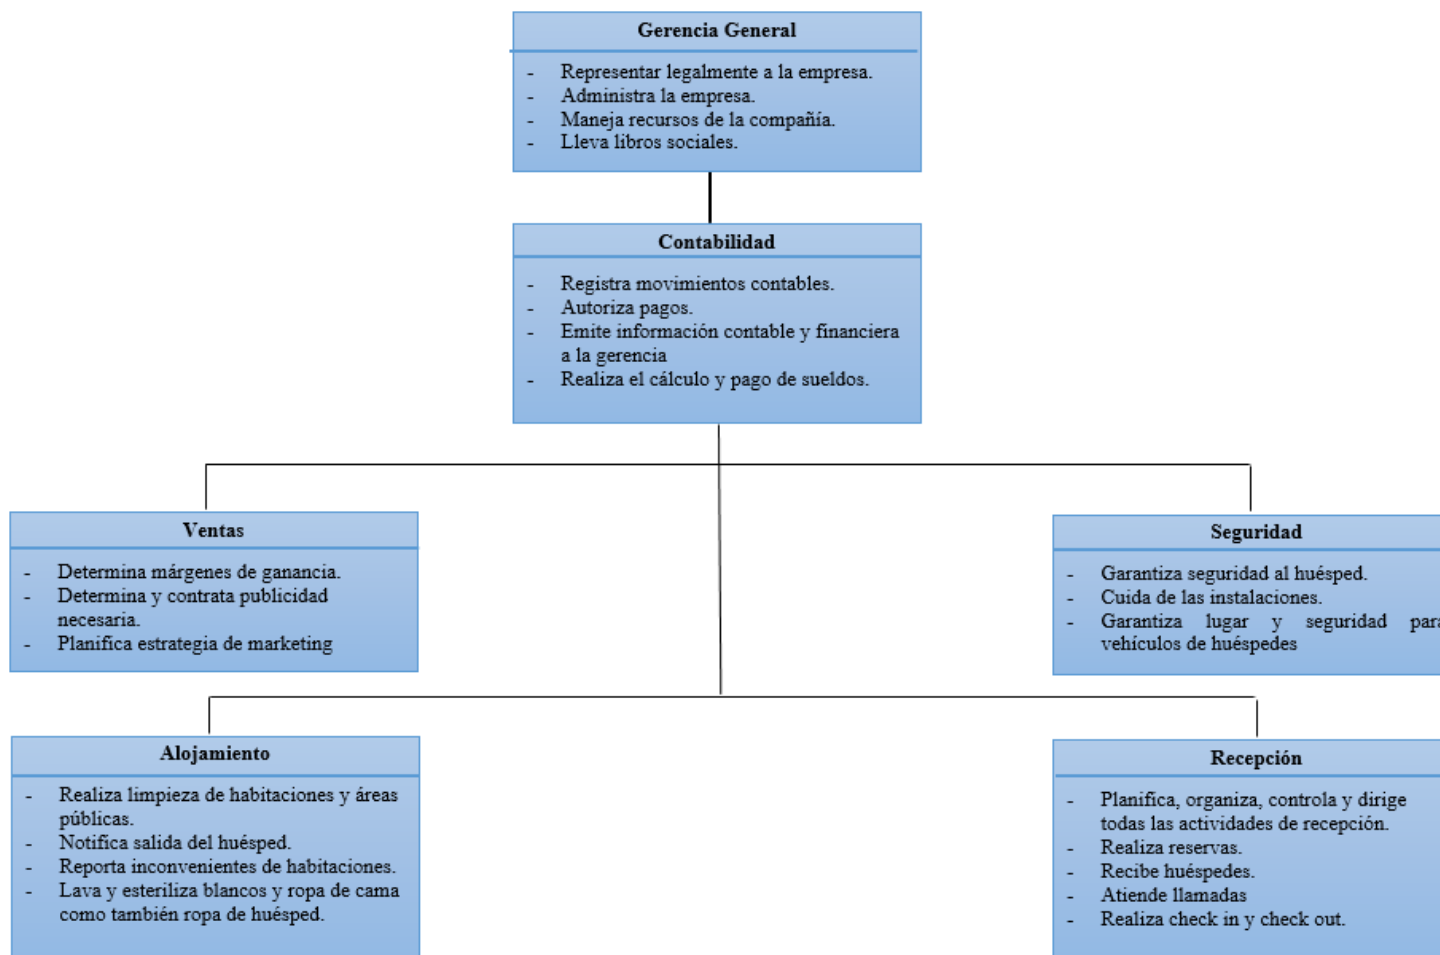 Gerencia General
- Representar legalmente a la empresa.
- Administra la empresa.
- Maneja recursos de la compañía.
- Lleva libros sociales.
Contabilidad
- Registra movimientos contables.
- Autoriza pagos.
- Emite información contable y financiera
a la gerencia
- Realiza el cálculo y pago de sueldos.
Ventas
- Determina márgenes de ganancia.
- Determina y contrata publicidad
necesaria.
- Planifica estrategia de marketing
Seguridad
- Garantiza seguridad al huésped.
- Cuida de las instalaciones.
- Garantiza lugar y seguridad para
vehículos de huéspedes
Alojamiento
- Realiza limpieza de habitaciones y áreas
públicas.
- Notifica salida del huésped.
- Reporta inconvenientes de habitaciones.
- Lava y esteriliza blancos y ropa de cama
como también ropa de huésped.
Recepción
- Planifica, organiza, controla y dirige
todas las actividades de recepción.
- Realiza reservas.
- Recibe huéspedes.
- Atiende llamadas
- Realiza check in y check out.